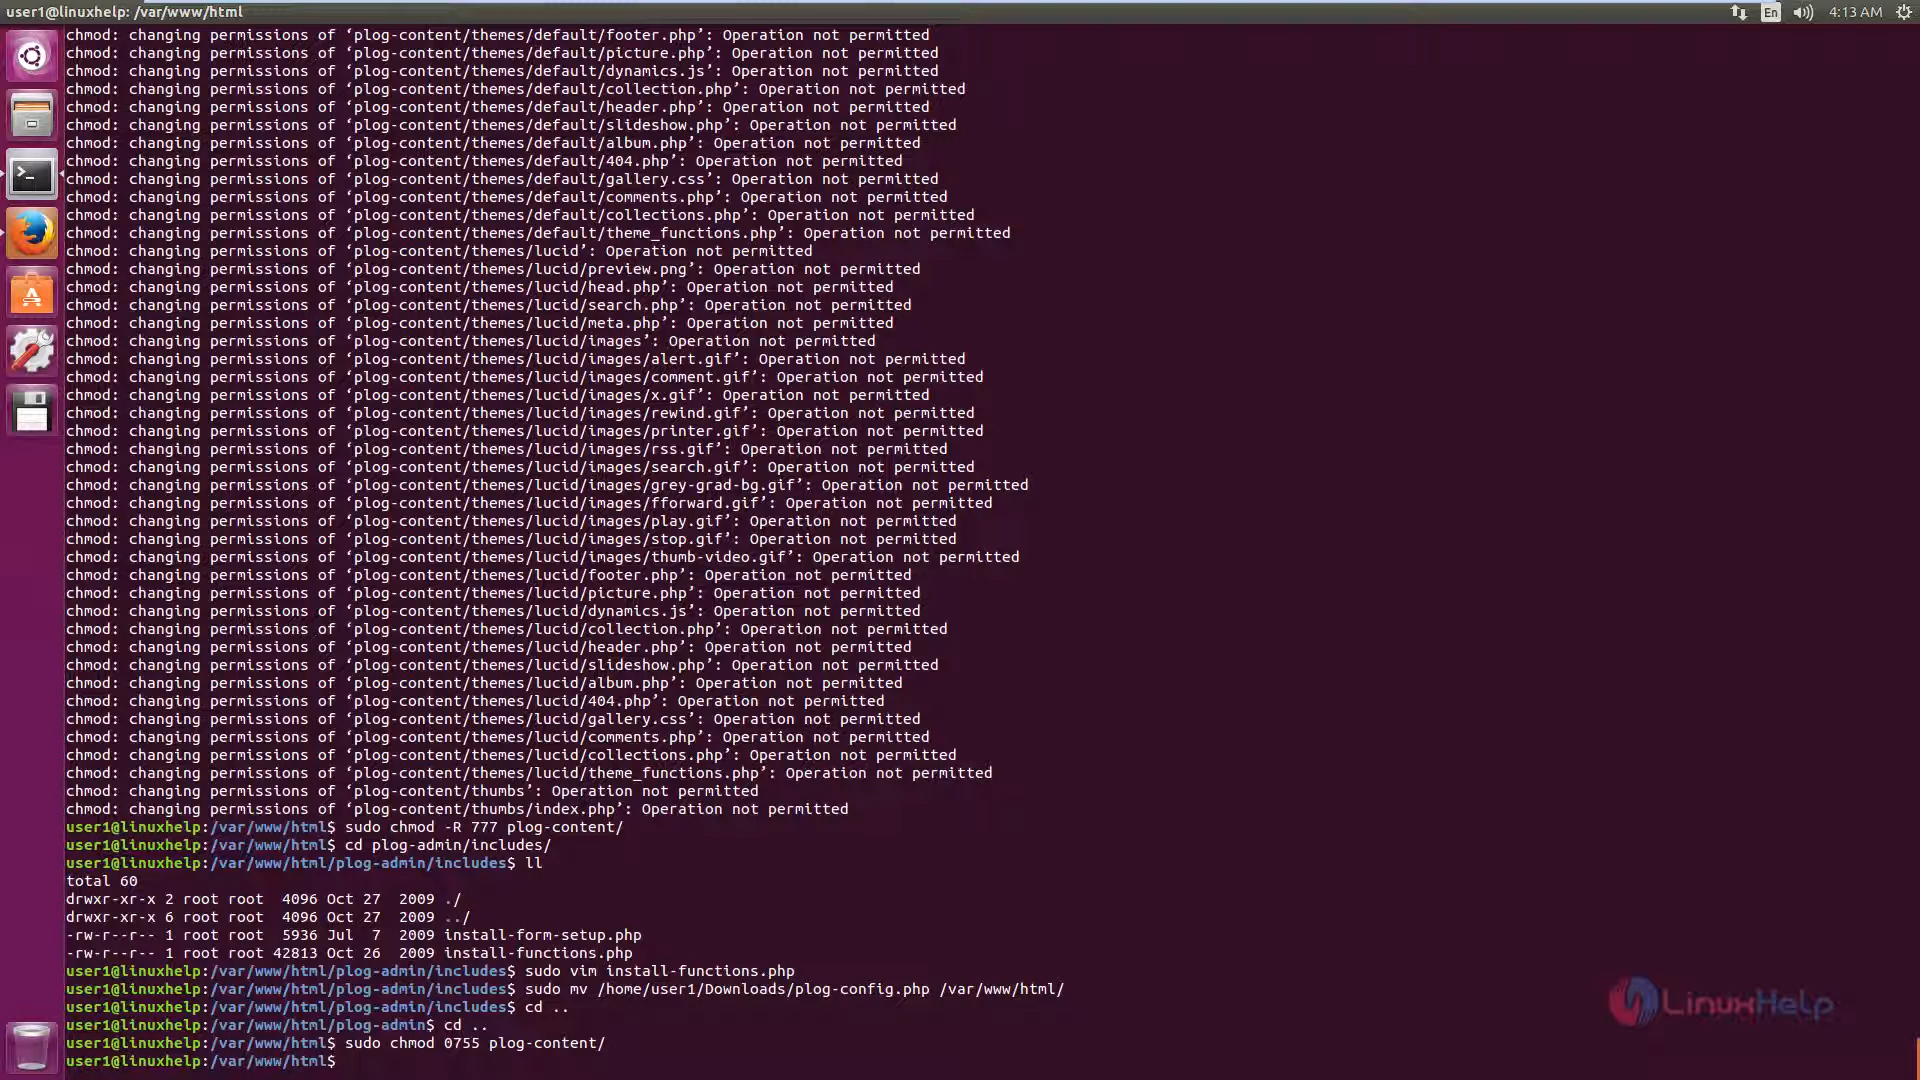 user1@linuxhelp: /var/www/html
En
4:13 AM
chmod: changing permissions of ‘plog-content/themes/default/footer.php’: Operation not permitted
chmod: changing permissions of ‘plog-content/themes/default/picture.php’: Operation not permitted
chmod: changing permissions of ‘plog-content/themes/default/dynamics.js’: Operation not permitted
chmod: changing permissions of ‘plog-content/themes/default/collection.php’: Operation not permitted
chmod: changing permissions of ‘plog-content/themes/default/header.php’: Operation not permitted
chmod: changing permissions of ‘plog-content/themes/default/slideshow.php’: Operation not permitted
chmod: changing permissions of ‘plog-content/themes/default/album.php’: Operation not permitted
chmod: changing permissions of ‘plog-content/themes/default/404.php’: Operation not permitted
chmod: changing permissions of ‘plog-content/themes/default/gallery.css’: Operation not permitted
chmod: changing permissions of ‘plog-content/themes/default/comments.php’: Operation not permitted
chmod: changing permissions of ‘plog-content/themes/default/collections.php’: Operation not permitted
chmod: changing permissions of ‘plog-content/themes/default/theme_functions.php’: Operation not permitted
chmod: changing permissions of ‘plog-content/themes/lucid’: Operation not permitted
chmod: changing permissions of ‘plog-content/themes/lucid/preview.png’: Operation not permitted
chmod: changing permissions of ‘plog-content/themes/lucid/head.php’: Operation not permitted
chmod: changing permissions of ‘plog-content/themes/lucid/search.php’: Operation not permitted
chmod: changing permissions of ‘plog-content/themes/lucid/meta.php’: Operation not permitted
chmod: changing permissions of ‘plog-content/themes/lucid/images’: Operation not permitted
chmod: changing permissions of ‘plog-content/themes/lucid/images/alert.gif’: Operation not permitted
chmod: changing permissions of ‘plog-content/themes/lucid/images/comment.gif’: Operation not permitted
chmod: changing permissions of ‘plog-content/themes/lucid/images/x.gif’: Operation not permitted
chmod: changing permissions of ‘plog-content/themes/lucid/images/rewind.gif’: Operation not permitted
chmod: changing permissions of ‘plog-content/themes/lucid/images/printer.gif’: Operation not permitted
chmod: changing permissions of ‘plog-content/themes/lucid/images/rss.gif’: Operation not permitted
chmod: changing permissions of ‘plog-content/themes/lucid/images/search.gif’: Operation not permitted
chmod: changing permissions of ‘plog-content/themes/lucid/images/grey-grad-bg.gif’: Operation not permitted
chmod: changing permissions of ‘plog-content/themes/lucid/images/fforward.gif’: Operation not permitted
chmod: changing permissions of ‘plog-content/themes/lucid/images/play.gif’: Operation not permitted
chmod: changing permissions of ‘plog-content/themes/lucid/images/stop.gif’: Operation not permitted
chmod: changing permissions of ‘plog-content/themes/lucid/images/thumb-video.gif’: Operation not permitted
chmod: changing permissions of ‘plog-content/themes/lucid/footer.php’: Operation not permitted
chmod: changing permissions of ‘plog-content/themes/lucid/picture.php’: Operation not permitted
chmod: changing permissions of ‘plog-content/themes/lucid/dynamics.js’: Operation not permitted
chmod: changing permissions of ‘plog-content/themes/lucid/collection.php’: Operation not permitted
chmod: changing permissions of ‘plog-content/themes/lucid/header.php’: Operation not permitted
chmod: changing permissions of ‘plog-content/themes/lucid/slideshow.php’: Operation not permitted
chmod: changing permissions of ‘plog-content/themes/lucid/album.php’: Operation not permitted
chmod: changing permissions of ‘plog-content/themes/lucid/404.php’: Operation not permitted
chmod: changing permissions of ‘plog-content/themes/lucid/gallery.css’: Operation not permitted
chmod: changing permissions of ‘plog-content/themes/lucid/comments.php’: Operation not permitted
chmod: changing permissions of ‘plog-content/themes/lucid/collections.php’: Operation not permitted
chmod: changing permissions of ‘plog-content/themes/lucid/theme_functions.php’: Operation not permitted
chmod: changing permissions of ‘plog-content/thumbs’: Operation not permitted
chmod: changing permissions of ‘plog-content/thumbs/index.php’: Operation not permitted
user1@linuxhelp:/var/www/html$ sudo chmod -R 777 plog-content/
user1@linuxhelp:/var/www/html$ cd plog-admin/includes/
user1@linuxhelp:/var/www/html/plog-admin/includes$ ll
total 60
drwxr-xr-x 2 root root  4096 Oct 27  2009 ./
drwxr-xr-x 6 root root  4096 Oct 27  2009 ../
-rw-r--r-- 1 root root  5936 Jul  7  2009 install-form-setup.php
-rw-r--r-- 1 root root 42813 Oct 26  2009 install-functions.php
user1@linuxhelp:/var/www/html/plog-admin/includes$ sudo vim install-functions.php
user1@linuxhelp:/var/www/html/plog-admin/includes$ sudo mv /home/user1/Downloads/plog-config.php /var/www/html/
user1@linuxhelp:/var/www/html/plog-admin/includes$ cd ..
user1@linuxhelp:/var/www/html/plog-admin$ cd ..
user1@linuxhelp:/var/www/html$ sudo chmod 0755 plog-content/
user1@linuxhelp:/var/www/html$
LinuxHelp